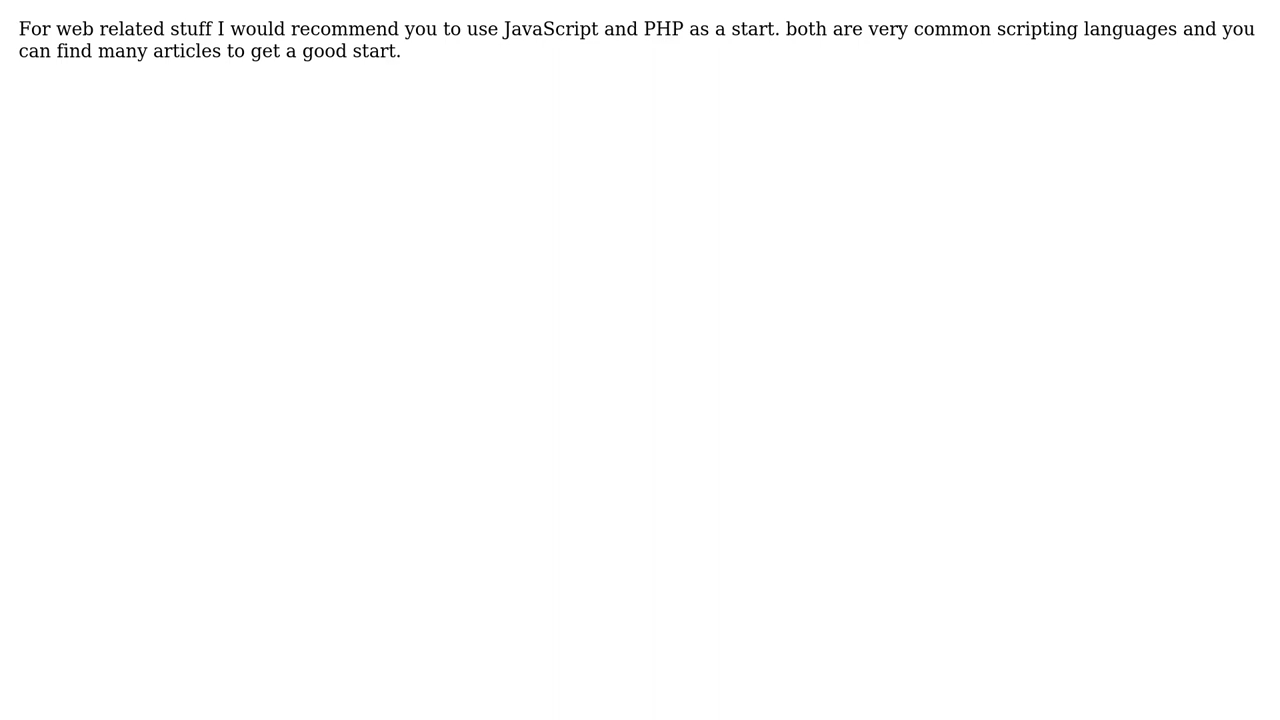 For web related stuff I would recommend you to use JavaScript and PHP as a start. both are very common scripting languages and you
can find many articles to get a good start.